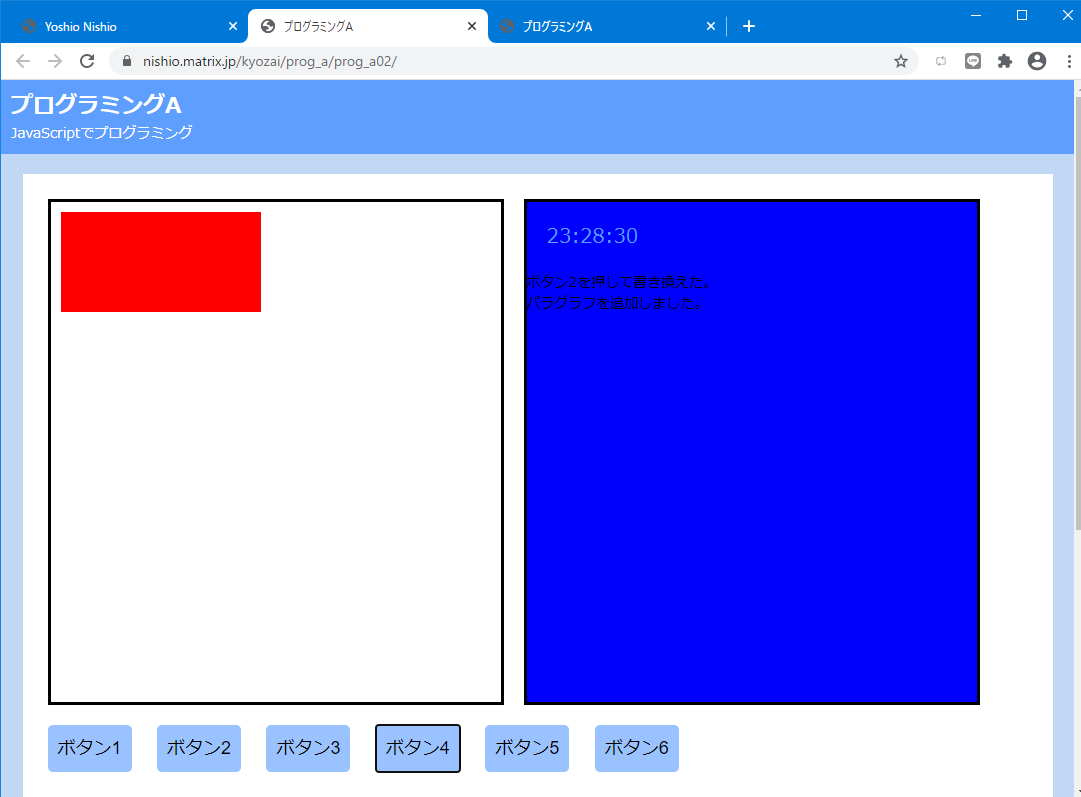 Yoshio Nishio
プログラミングA
プログラミングA
nishio.matrix.jp/kyozai/prog_a/prog_a02/
プログラミングA
JavaScriptでプログラミング
23:28:30
ボタン2を押して書き換えた。
パラグラフを追加しました。
ボタン1 ボタン2 ボタン3 ボタン4 ボタン5 ボタン6